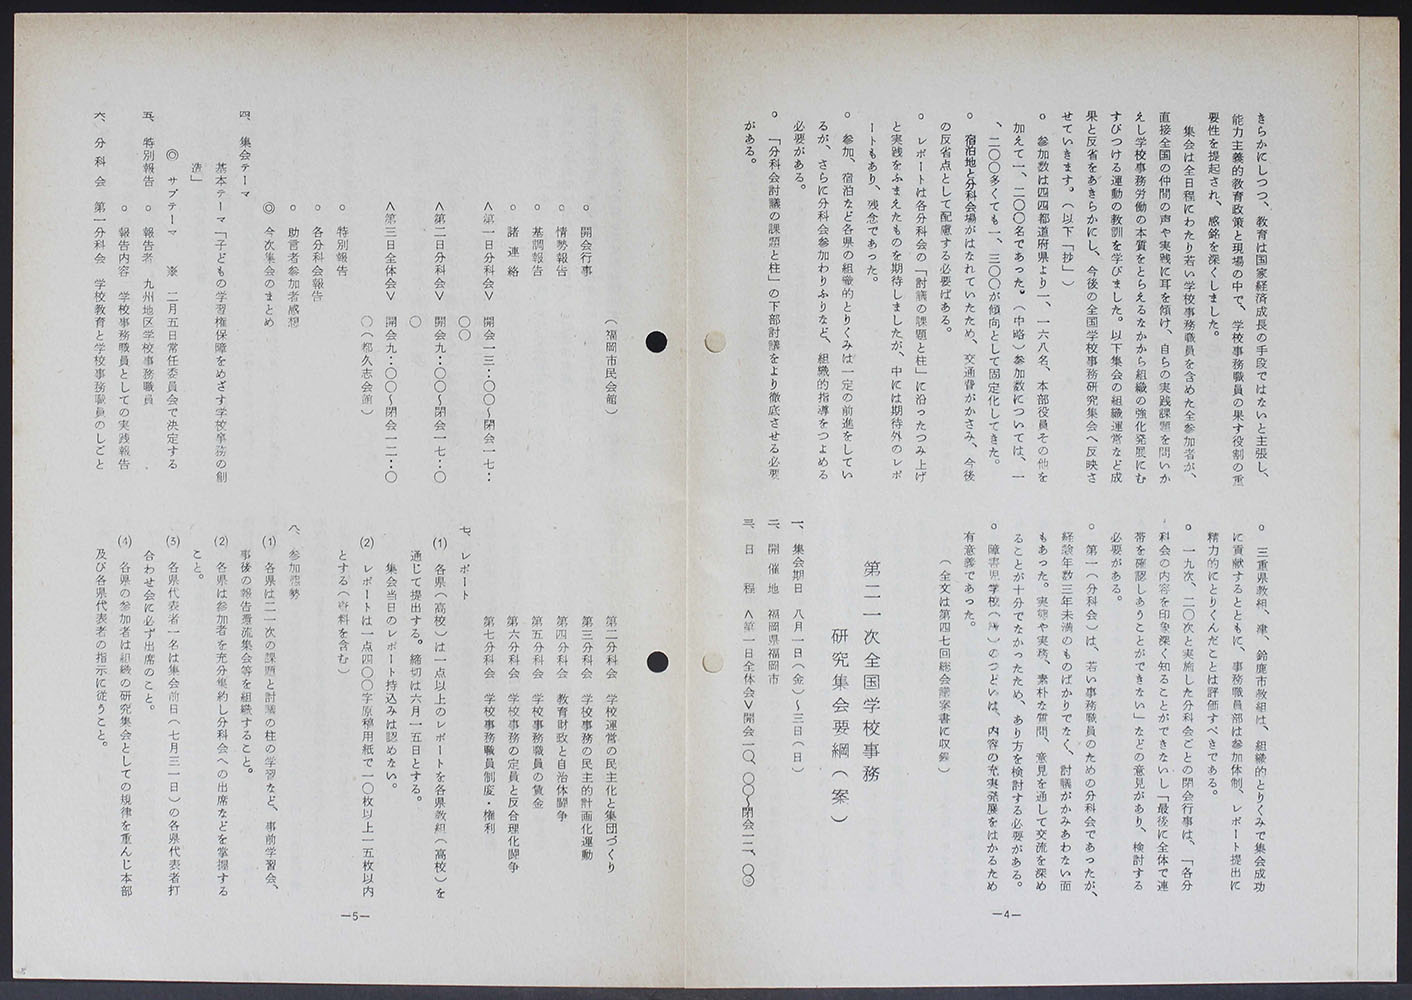 きらかにしつつ、教育は国家経済成長の手段ではないと主張し、
能力主義的教育政策と現場の中で、学校事務職員の果す役割の重
要性を提起され、感銘を深くしました。
集会は全日程にわたり若い学校事務職員を含めた全参加者が、
直接全国の仲間の声や実践に耳を傾け、自らの実践課題を問いか
えし学校事務労働の本質をとらえるなかから組織の強化発展にむ
すびつける運動の教訓を学びました。以下集会の組織運営など成
果と反省をあきらかにし、今後の全国学校事務研究集会へ反映さ
せていきます。(以下「抄」)
○ 参加数は四四都道府県より一、一六八名、本部役員その他を
加えて一、二〇〇名であった。(中略)参加数については、一
、二〇〇多くても一、三〇〇が傾向として固定化してきた。
○ 宿泊地と分科会場がはなれていたため、交通費がかさみ、今後
の反省点として配慮する必要ばある。
○ レポートは各分科会の「討議の課題と柱」に沿ったつみ上げ
と実践をふまえたものを期待しましたが、中には期待外のレポ
ートもあり、残念であった。
○ 参加、宿泊など各県の組織的とりくみは一定の前進をしてい
るが、さらに分科会参加わりふりなど、組織的指導をつよめる
必要がある。
○ 「分科会討議の課題と柱」の下部討議をより徹底させる必要
がある。
○ 三重県教組、津、鈴鹿市教組は、組織的とりくみで集会成功
に貢献するとともに、事務職員部は参加体制、レポート提出に
精力的にとりくんだことは評価すべきである。
○ 一九次、二〇次と実施した分科会ごとの閉会行事は、「各分
科会の内容を印象深く知ることができないし「最後に全体で連
帯を確認しあうことができない」などの意見があり、検討する
必要がある。
○ 第一(分科会)は、若い事務職員のための分科会であったが、
経験年数三年未満のものばかりでなく、討議がかみあわない面
もあった。実態や実務、素朴な質問、意見を通して交流を深め
ることが十分でなかったため、あり方を検討する必要がある。
○ 障害児学校( )のつどいは、内容の充実発展をはかるため
有意義であった。
(全文は第四七回総会議案書に収録)
第二一次全国学校事務
研究集会要綱(案)
一、集会期日 八月一日(金)~三日(日)
二、開催地 福岡県福岡市
三、日 程 <第一日全体会>開会一〇、〇〇~閉会一二、〇〇
—4—
(福岡市民会館)
○ 開会行事
○ 情勢報告
○ 基調報告
○ 諸連絡
<第一日分科会> 開会一三:〇〇~閉会一七:
〇〇
<第二日分科会> 開会九:〇〇~閉会一七:〇
〇
<第三日全体会> 開会九:〇〇~閉会一二:〇
〇(都久志会館)
○ 特別報告
○ 各分科会報告
○ 助言者参加者感想
◎ 今次集会のまとめ
四、集会テーマ
基本テーマ「子どもの学習権保障をめざす学校事務の創
造」
◎ サブテーマ ※ 二月五日常任委員会で決定する
五、特別報告 ○ 報告者 九州地区学校事務職員
○ 報告内容 学校事務職員としての実践報告
六、分科会 第一分科会 学校教育と学校事務職員のしごと
第二分科会 学校運営の民主化と集団づくり
第三分科会 学校事務の民主的計画化運動
第四分科会 教育財政と自治体闘争
第五分科会 学校事務職員の賃金
第六分科会 学校事務の定員と反合理化闘争
第七分科会 学校事務職員制度・権利
七、レポート
(1) 各県(高校)は一点以上のレポートを各県教組(高校)を
通じて提出する。締切は六月一五日とする。
集会当日のレポート持込みは認めない。
(2) レポートは一点四〇〇字原稿用紙で一〇枚以上一五枚以内
とする(資料を含む)
八、参加態勢
(1) 各県は二一次の課題と討議の柱の学習など、事前学習会、
事後の報告還流集会等を組織すること。
(2) 各県は参加者を充分集約し分科会への出席などを掌握する
こと。
(3) 各県代表者一名は集会前日(七月三一日)の各県代表者打
合わせ会に必ず出席のこと。
(4) 各県の参加者は組織の研究集会としての規律を重んじ本部
及び各県代表者の指示に従うこと。
—5—